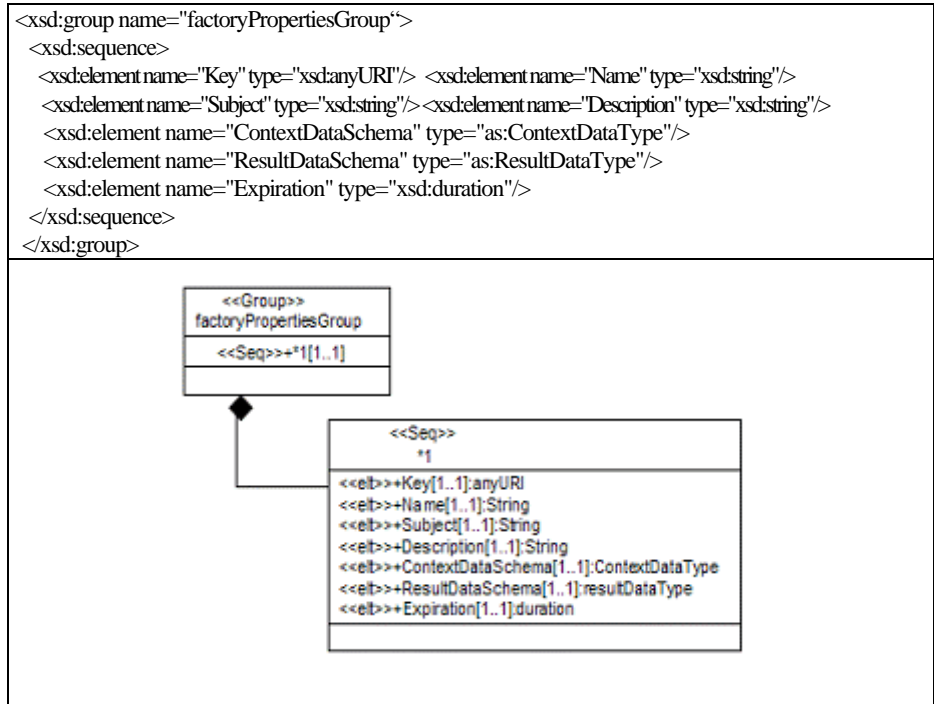 <xsd:group name="factoryPropertiesGroup“>
<xsd:sequence>
<xsd:element name="Key" type="xsd:anyURI"/> <xsd:element name="Name" type="xsd:string"/>
<xsd:element name="Subject" type="xsd:string"/> <xsd:element name="Description" type="xsd:string"/>
<xsd:element name="ContextDataSchema" type="as:ContextDataType"/>
<xsd:element name="ResultDataSchema" type="as:ResultDataType"/>
<xsd:element name="Expiration" type="xsd:duration"/>
</xsd:sequence>
</xsd:group>
<<Group>>
factoryPropertiesGroup
<<Seq>>+*1[1..1]
<<Seq>>
*1
<<elt>>+Key[1..1]:anyURI
<<elt>>+Name[1..1]:String
<<elt>>+Subject[1..1]:String
<<elt>>+Description[1..1]:String
<<elt>>+ContextDataSchema[1..1]:ContextDataType
<<elt>>+ResultDataSchema[1..1]:resultDataType
<<elt>>+Expiration[1..1]:duration